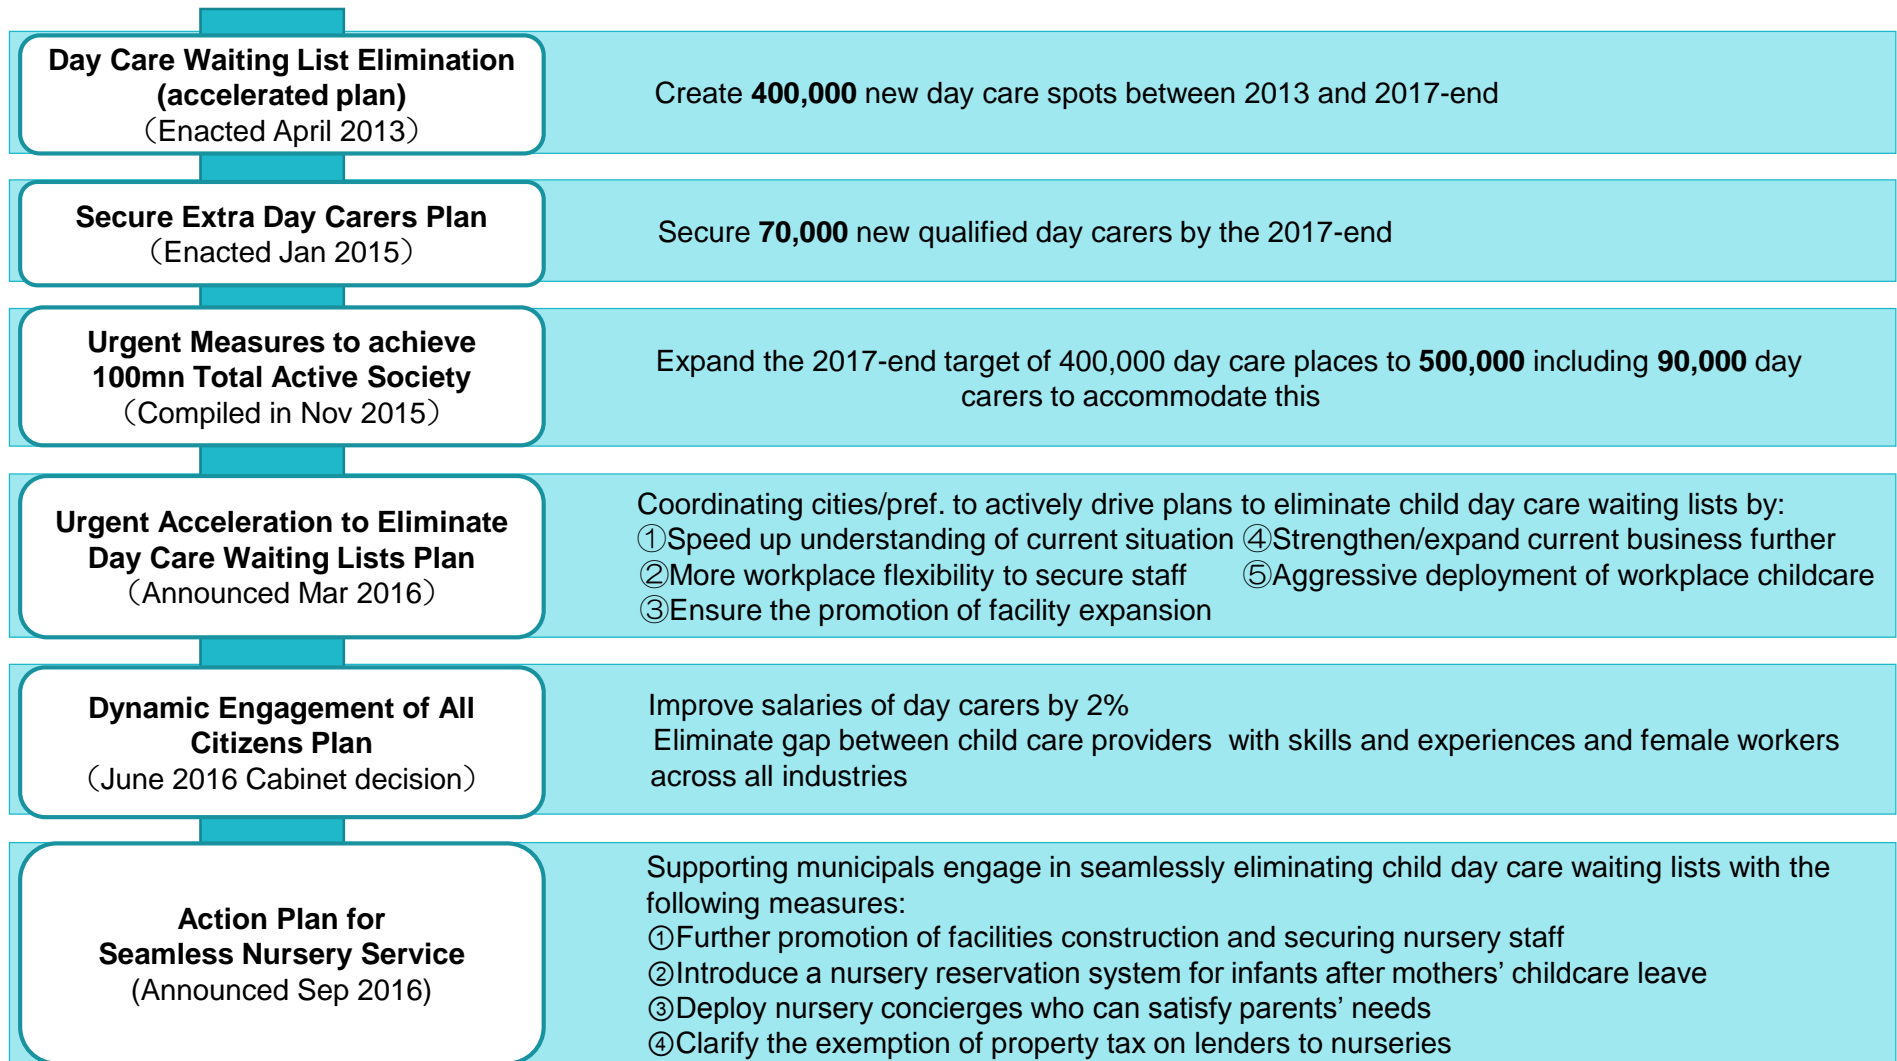 Day Care Waiting List Elimination
(accelerated plan)
（Enacted April 2013）
Create 400,000 new day care spots between 2013 and 2017-end
Secure Extra Day Carers Plan
（Enacted Jan 2015）
Secure 70,000 new qualified day carers by the 2017-end
Urgent Measures to achieve
100mn Total Active Society
（Compiled in Nov 2015）
Expand the 2017-end target of 400,000 day care places to 500,000 including 90,000 day
carers to accommodate this
Urgent Acceleration to Eliminate
Day Care Waiting Lists Plan
（Announced Mar 2016）
Coordinating cities/pref. to actively drive plans to eliminate child day care waiting lists by:
①Speed up understanding of current situation ④Strengthen/expand current business further
②More workplace flexibility to secure staff ⑤Aggressive deployment of workplace childcare
③Ensure the promotion of facility expansion
Dynamic Engagement of All
Citizens Plan
（June 2016 Cabinet decision）
Improve salaries of day carers by 2%
Eliminate gap between child care providers with skills and experiences and female workers
across all industries
Action Plan for
Seamless Nursery Service
(Announced Sep 2016)
Supporting municipals engage in seamlessly eliminating child day care waiting lists with the
following measures:
①Further promotion of facilities construction and securing nursery staff
②Introduce a nursery reservation system for infants after mothers’ childcare leave
③Deploy nursery concierges who can satisfy parents’ needs
④Clarify the exemption of property tax on lenders to nurseries